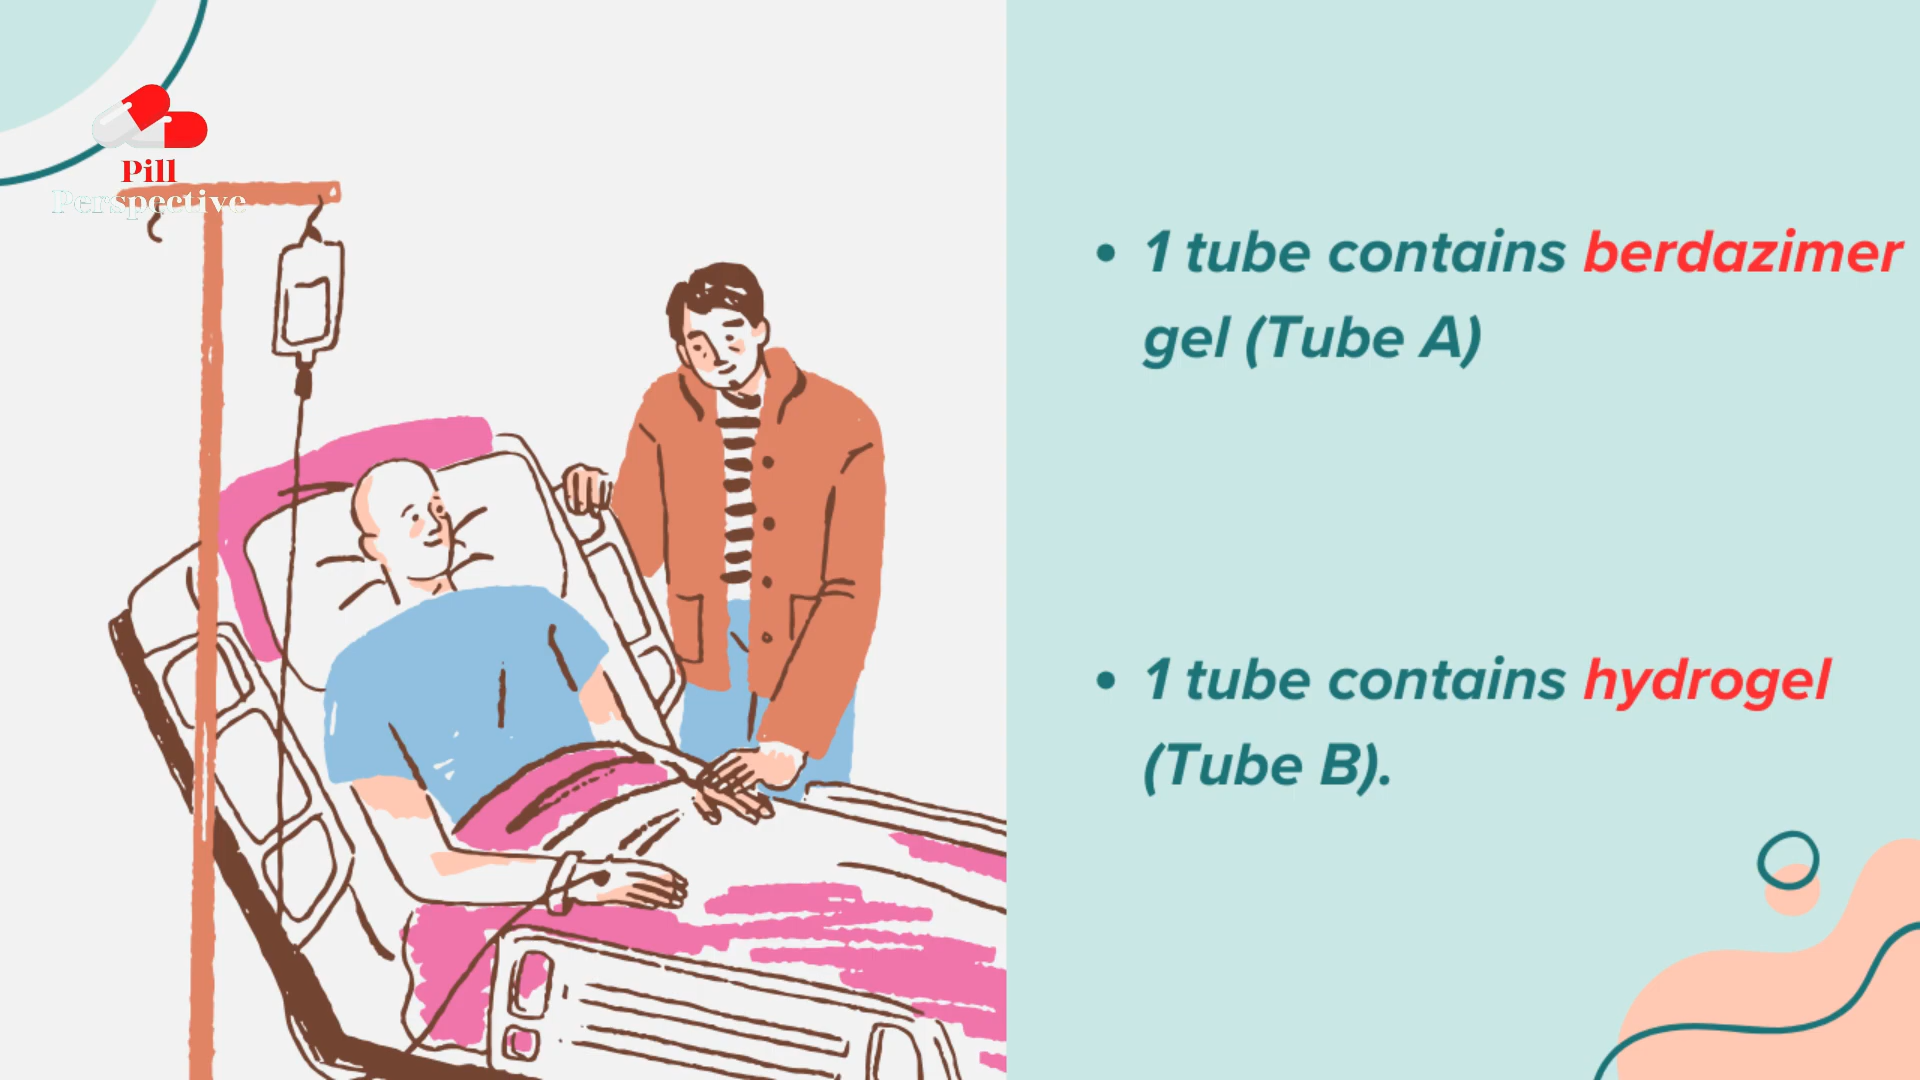 Pill
Perspective
• 1 tube contains berdazimer
gel (Tube A)
• 1 tube contains hydrogel
(Tube B).